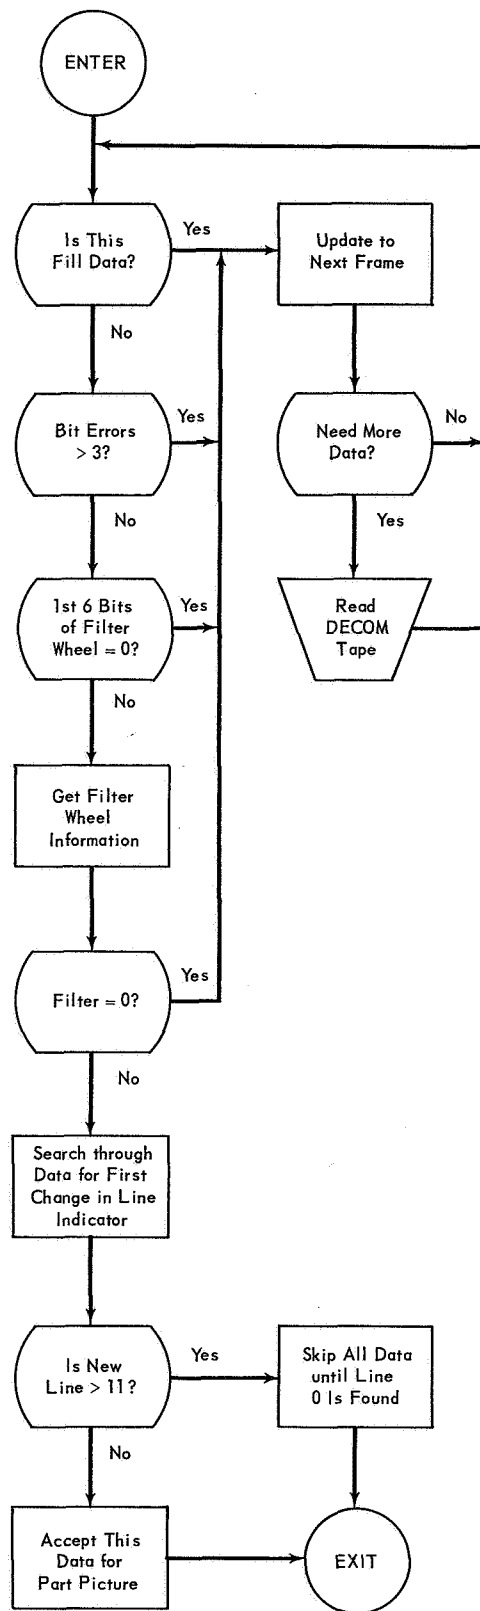 ENTER
Is This
Fill Data?
Yes
Update to
Next Frame
No
Bit Errors
> 3?
Yes
Need More
Data?
No
No
Yes
1st 6 Bits
of Filter
Wheel = 0?
Yes
Read
DECOM
Tape
No
Get Filter
Wheel
Information
Filter = 0?
Yes
No
Search through
Data for First
Change in Line
Indicator
Is New
Line > 11?
Yes
Skip All Data
until Line
0 Is Found
No
Accept This
Data for
Part Picture
EXIT